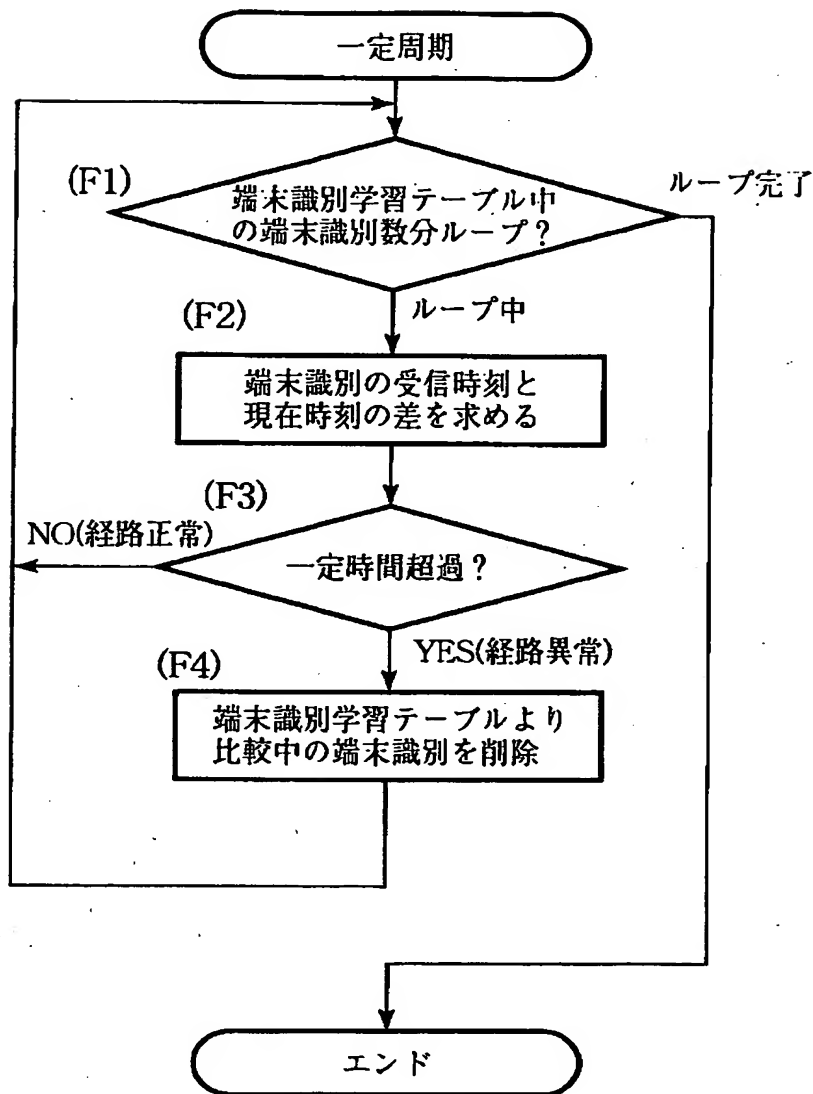 一定周期
(F1)
端末識別学習テーブル中
の端末識別数分ループ?
ループ完了
ループ中
(F2)
端末識別の受信時刻と
現在時刻の差を求める
(F3)
NO(経路正常)
一定時間超過?
YES(経路異常)
(F4)
端末識別学習テーブルより
比較中の端末識別を削除
エンド